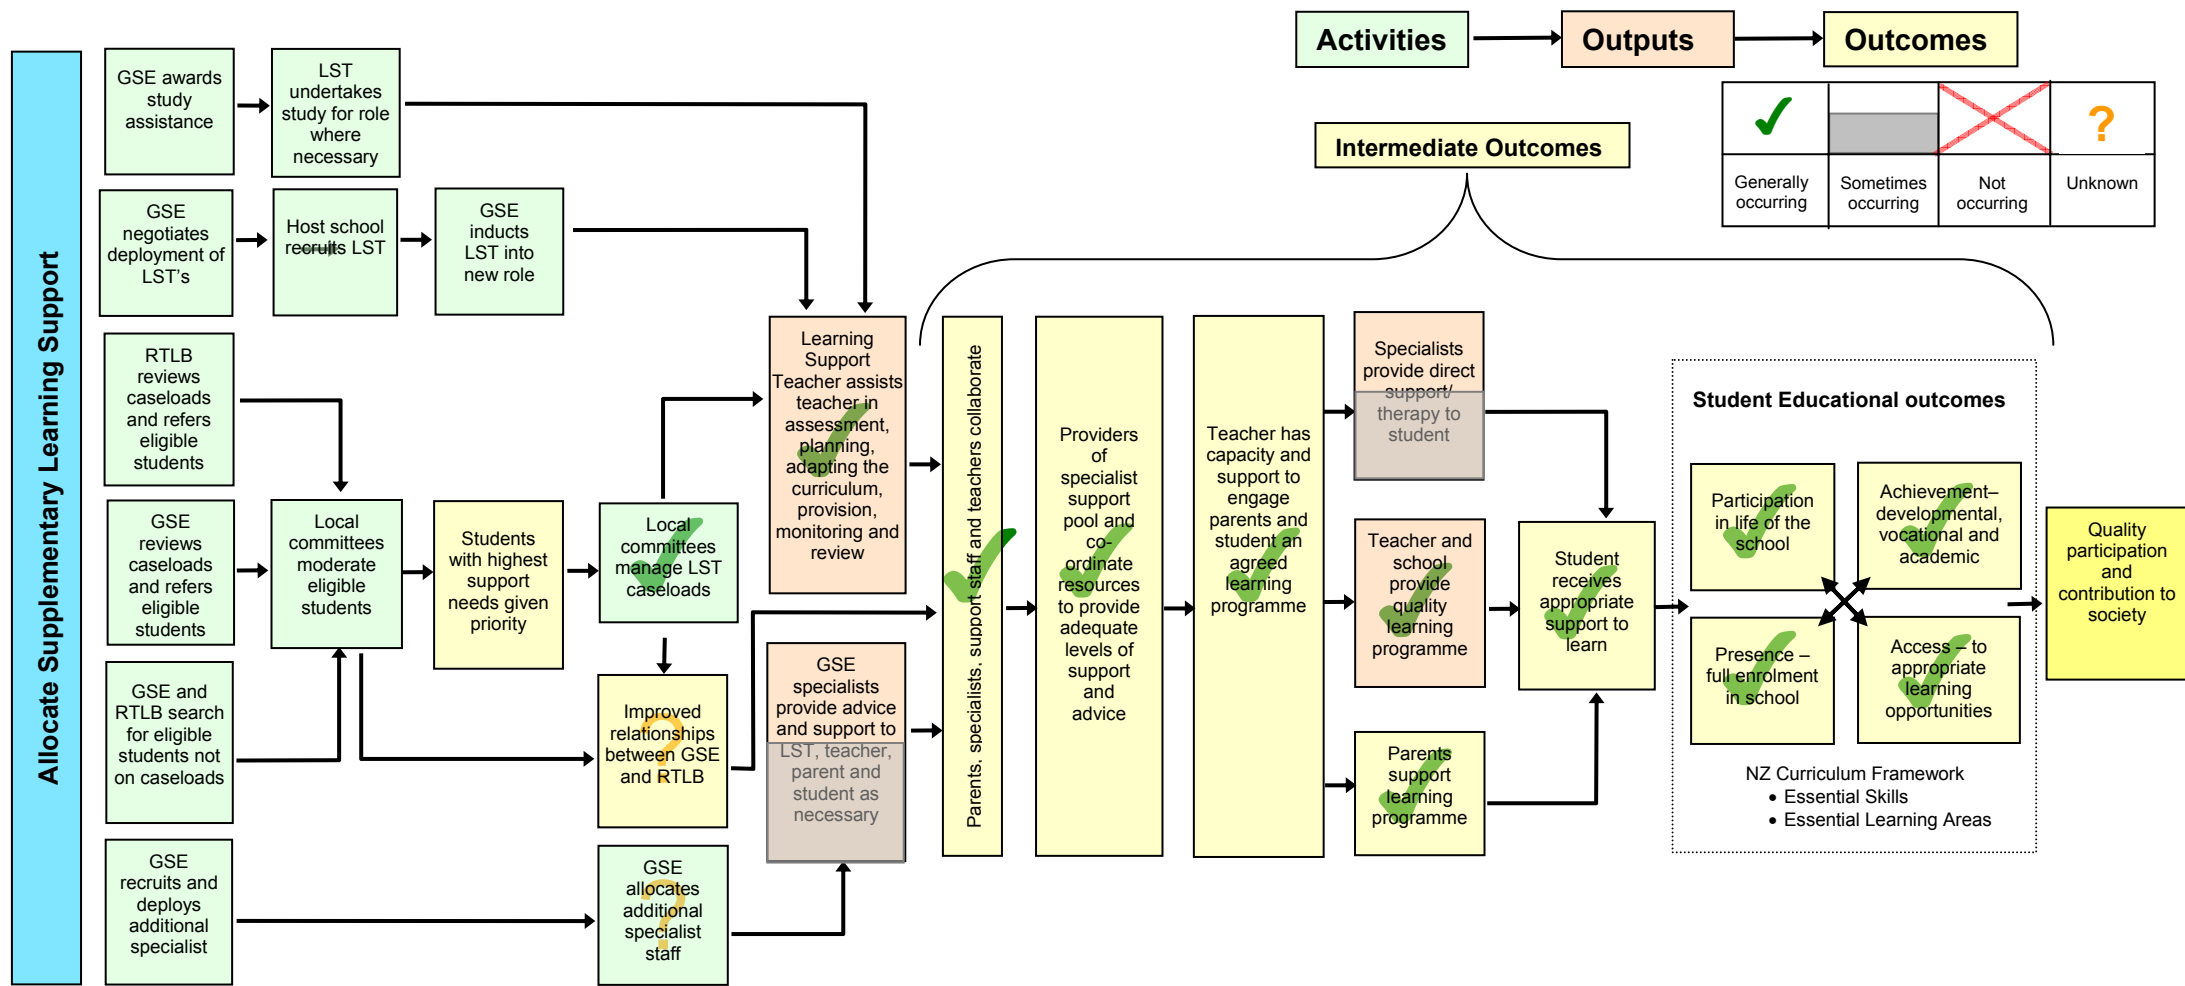 Activities
Outputs
Outcomes
Generally
occurring
Sometimes
occurring
Not
occurring
?
Unknown
Intermediate Outcomes
Allocate Supplementary Learning Support
GSE awards
study
assistance
LST
undertakes
study for role
where
necessary
GSE
negotiates
deployment of
LST's
Host school
recruits LST
GSE
inducts
LST into
new role
RTLB
reviews
caseloads
and refers
eligible
students
GSE
reviews
caseloads
and refers
eligible
students
GSE and
RTLB search
for eligible
students not
on caseloads
GSE
recruits and
deploys
additional
specialist
Local
committees
moderate
eligible
students
Students
with highest
support
needs given
priority
Local
committees
manage LST
caseloads
Improved
relationships
between GSE
and RTLB
?
GSE
allocates
additional
specialist
staff
?
Learning
Support
Teacher assists
teacher in
assessment,
planning,
adapting the
curriculum,
provision,
monitoring and
review
GSE
specialists
provide advice
and support to
LST, teacher,
parent and
student as
necessary
Parents, specialists, support staff and teachers collaborate
Providers
of
specialist
support
pool and
co-
ordinate
resources
to provide
adequate
levels of
support
and
advice
Teacher has
capacity and
support to
engage
parents and
student an
agreed
learning
programme
Specialists
provide direct
support/
therapy to
student
Teacher and
school
provide
quality
learning
programme
Parents
support
learning
programme
Student
receives
appropriate
support to
learn
Student Educational outcomes
Participation
in life of the
school
Achievement–
developmental,
vocational and
academic
Presence –
full enrolment
in school
Access – to
appropriate
learning
opportunities
NZ Curriculum Framework
• Essential Skills
• Essential Learning Areas
Quality
participation
and
contribution to
society